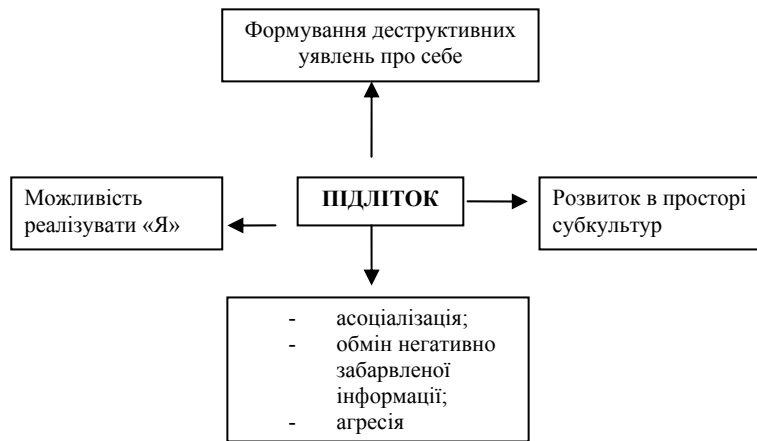 Формування деструктивних
уявлень про себе
Можливість
реалізувати «Я»
ПІДЛІТОК
Розвиток в просторі
субкультур
- асоціалізація;
- обмін негативно
забарвленої
інформації;
- агресія